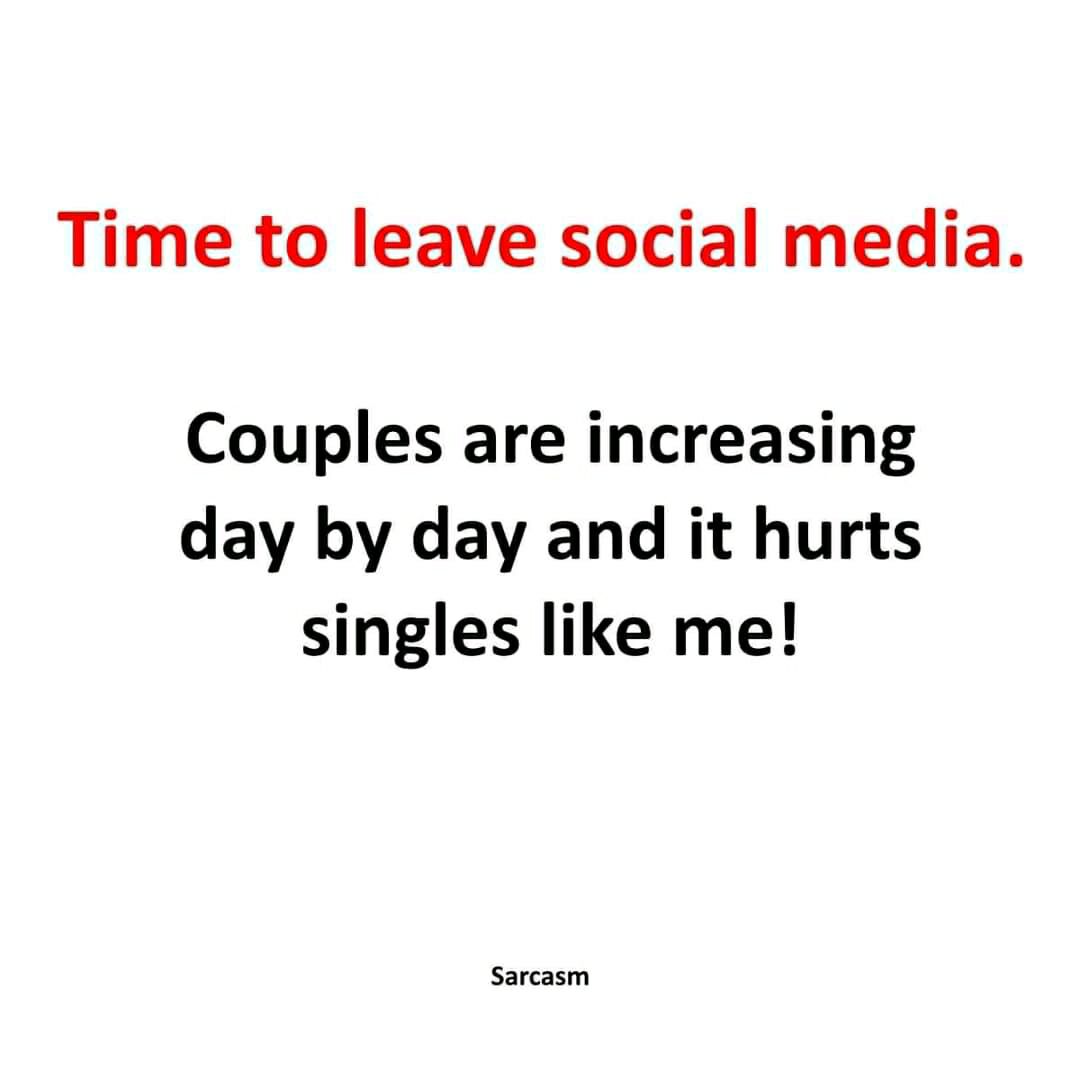 Time to leave social media.
Couples are increasing
day by day and it hurts
singles like me!
Sarcasm